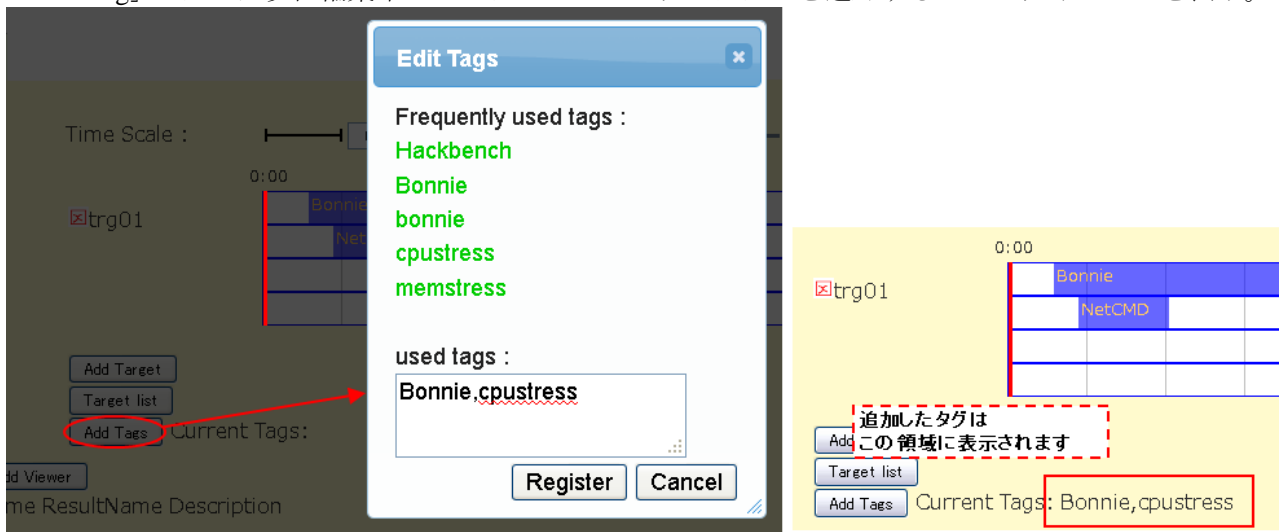 Edit Tags
Frequently used tags :
Hackbench
Bonnie
bonnie
cpustress
memstress
used tags :
Bonnie,cpustress
Register Cancel
Time Scale :
0:00
trg01
Bonnie
Net
Add Target
Target list
Add Tags Current Tags:
dd Viewer
me ResultName Description
0:00
trg01
Bonnie
NetCMD
追加したタグは
この領域に表示されます
Add
Target list
Add Tags Current Tags: Bonnie,cpustress